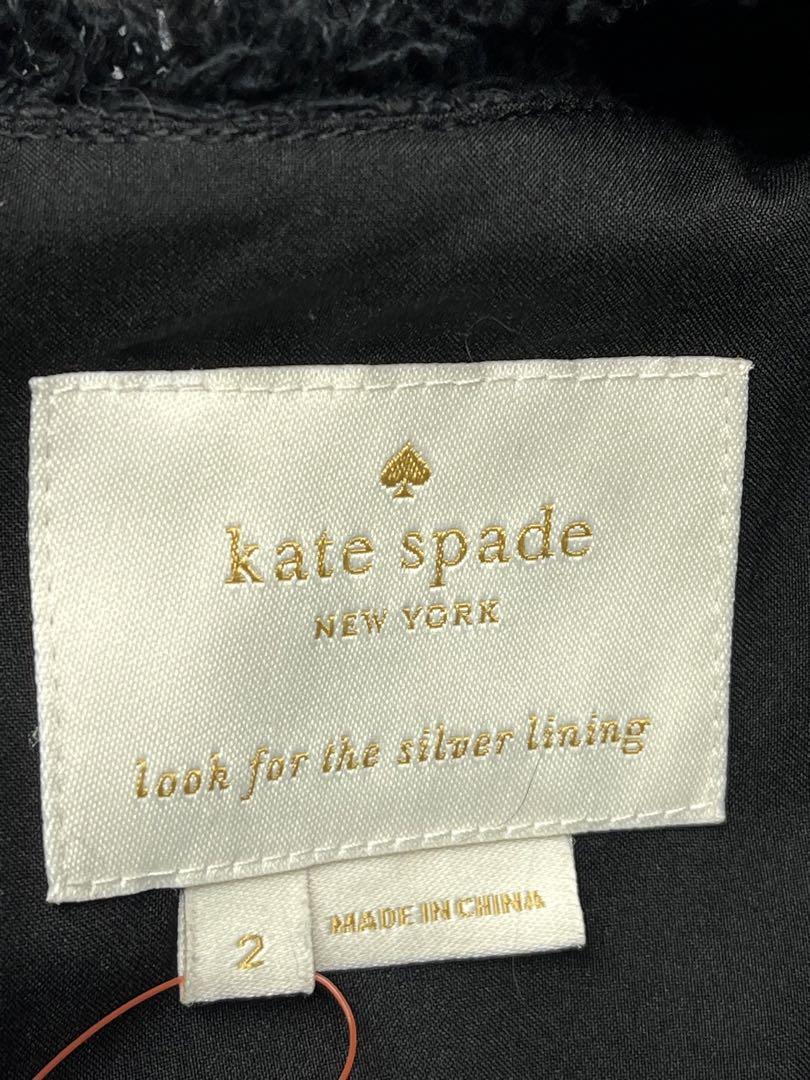 kate spade
NEW YORK
look for the silver lining
2
MADE IN CHINA